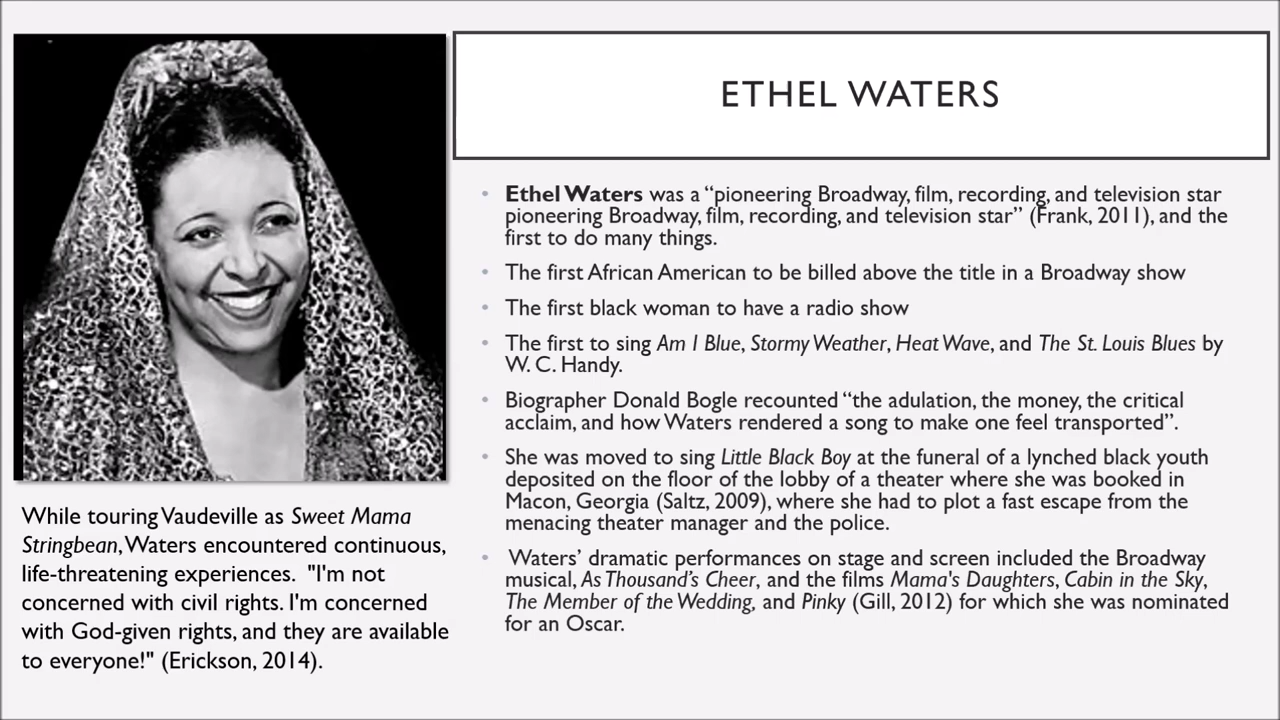 ETHEL WATERS
• Ethel Waters was a “pioneering Broadway, film, recording, and television star
pioneering Broadway, film, recording, and television star” (Frank, 2011), and the
first to do many things.
• The first African American to be billed above the title in a Broadway show
• The first black woman to have a radio show
• The first to sing Am I Blue, Stormy Weather, Heat Wave, and The St. Louis Blues by
W. C. Handy.
• Biographer Donald Bogle recounted “the adulation, the money, the critical
acclaim, and how Waters rendered a song to make one feel transported”.
• She was moved to sing Little Black Boy at the funeral of a lynched black youth
deposited on the floor of the lobby of a theater where she was booked in
Macon, Georgia (Saltz, 2009), where she had to plot a fast escape from the
menacing theater manager and the police.
• Waters’ dramatic performances on stage and screen included the Broadway
musical, As Thousand’s Cheer, and the films Mama's Daughters, Cabin in the Sky,
The Member of the Wedding, and Pinky (Gill, 2012) for which she was nominated
for an Oscar.
While touring Vaudeville as Sweet Mama
Stringbean, Waters encountered continuous,
life-threatening experiences. "I'm not
concerned with civil rights. I'm concerned
with God-given rights, and they are available
to everyone!" (Erickson, 2014).